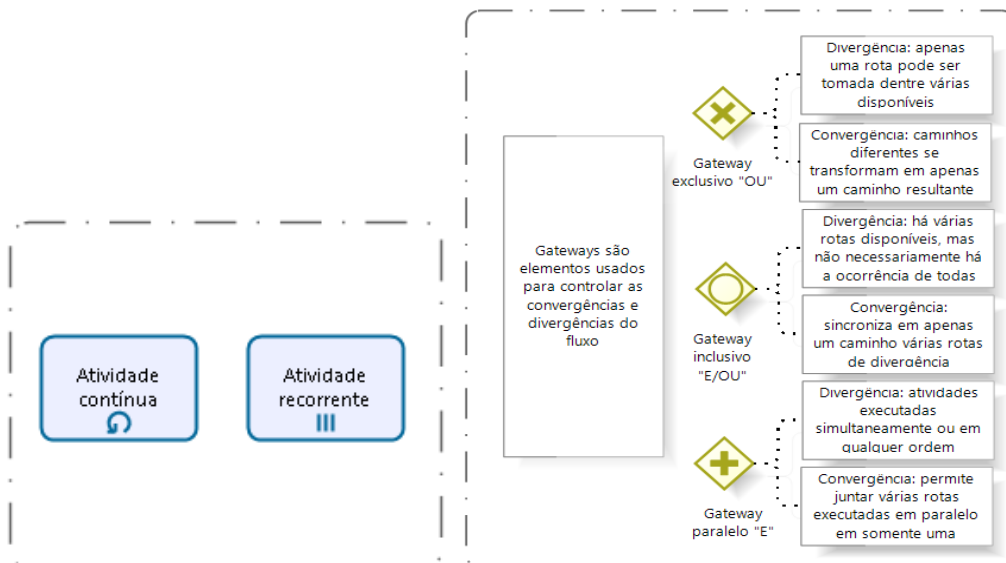 Atividade
contínua
Atividade
recorrente
Gateways são
elementos usados
para controlar as
convergências e
divergências do
fluxo
Gateway
exclusivo "OU"
Divergência: apenas
uma rota pode ser
tomada dentre várias
disponíveis
Convergência: caminhos
diferentes se
transformam em apenas
um caminho resultante
Gateway
inclusivo
"E/OU"
Divergência: há várias
rotas disponíveis, mas
não necessariamente há
a ocorrência de todas
Convergência:
sincroniza em apenas
um caminho várias rotas
de divergência
Gateway
paralelo "E"
Divergência: atividades
executadas
simultaneamente ou em
qualquer ordem
Convergência: permite
juntar várias rotas
executadas em paralelo
em somente uma